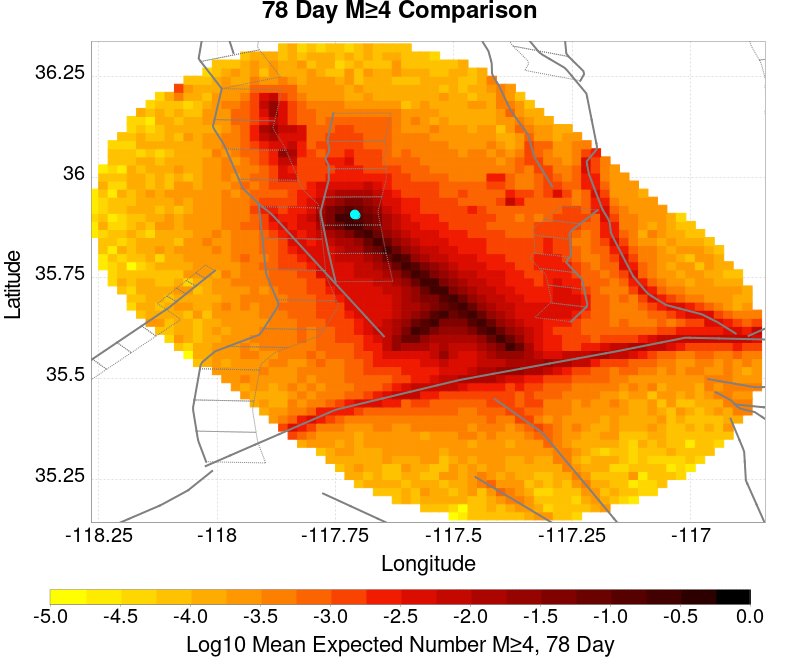 78 Day M≥4 Comparison
36.25
36
35.75
35.5
35.25
Latitude
-118.25 -118 -117.75 -117.5 -117.25 -117
Longitude
-5.0 -4.5 -4.0 -3.5 -3.0 -2.5 -2.0 -1.5 -1.0 -0.5 0.0
Log10 Mean Expected Number M≥4, 78 Day